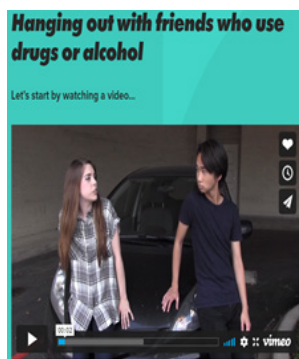 Hanging out with friends who use
drugs or alcohol
Let's start by watching a video...
00:02
vimeo